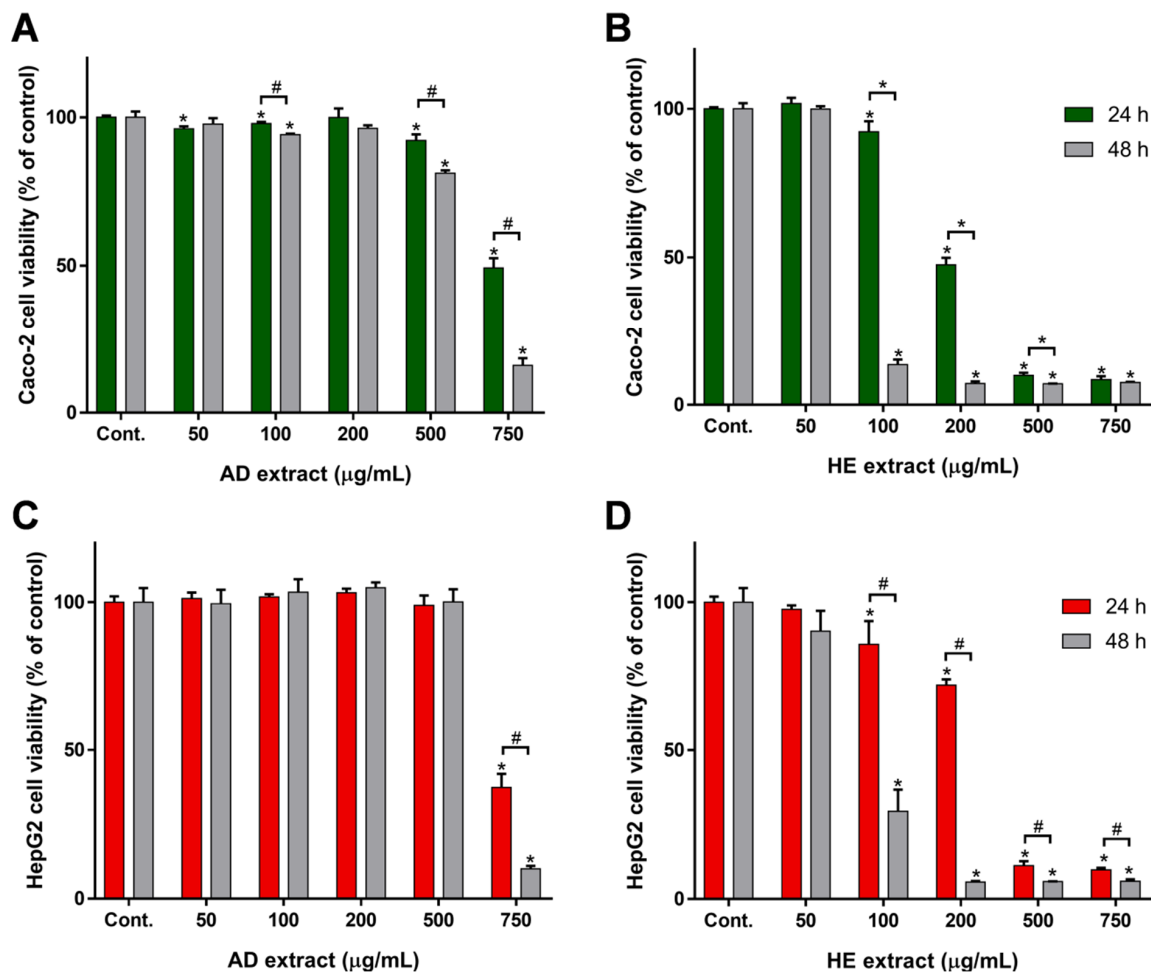 A
Caco-2 cell viability (% of control)
100
50
0
*
#
*
*
#
*
*
#
*
*
Cont. 50 100 200 500 750
AD extract (μg/mL)
B
Caco-2 cell viability (% of control)
100
50
0
*
*
*
*
*
*
*
*
*
*
*
24 h
48 h
Cont. 50 100 200 500 750
HE extract (μg/mL)
C
HepG2 cell viability (% of control)
100
50
0
#
*
*
Cont. 50 100 200 500 750
AD extract (μg/mL)
D
HepG2 cell viability (% of control)
100
50
0
#
*
*
#
*
*
#
*
*
#
*
*
24 h
48 h
Cont. 50 100 200 500 750
HE extract (μg/mL)